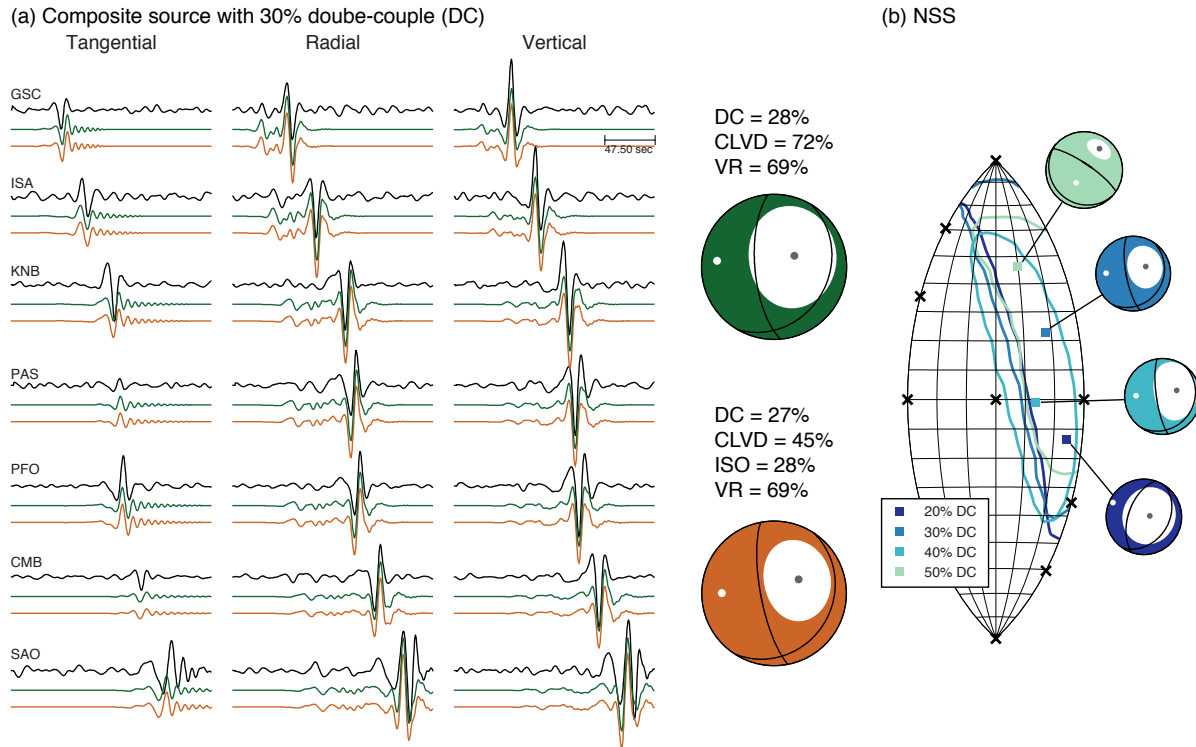 (a) Composite source with 30% doube-couple (DC)
Tangential
Radial
Vertical
GSC
47.50 sec
ISA
KNB
PAS
PFO
CMB
SAO
DC = 28%
CLVD = 72%
VR = 69%
DC = 27%
CLVD = 45%
ISO = 28%
VR = 69%
(b) NSS
20% DC
30% DC
40% DC
50% DC